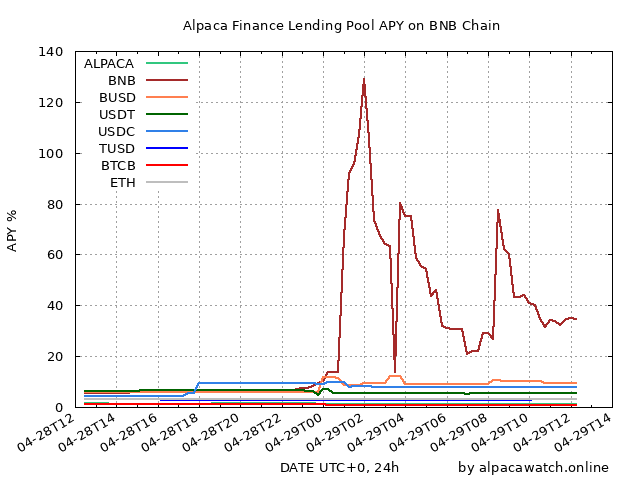 Alpaca Finance Lending Pool APY on BNB Chain
APY %
140
120
100
80
60
40
20
0
ALPACA
BNB
BUSD
USDT
USDC
TUSD
BTCB
ETH
04-28T12
04-28T14
04-28T16
04-28T18
04-28T20
04-28T22
04-29T00
04-29T02
04-29T04
04-29T06
04-29T08
04-29T10
04-29T12
04-29T14
DATE UTC+0, 24h
by alpacawatch.online